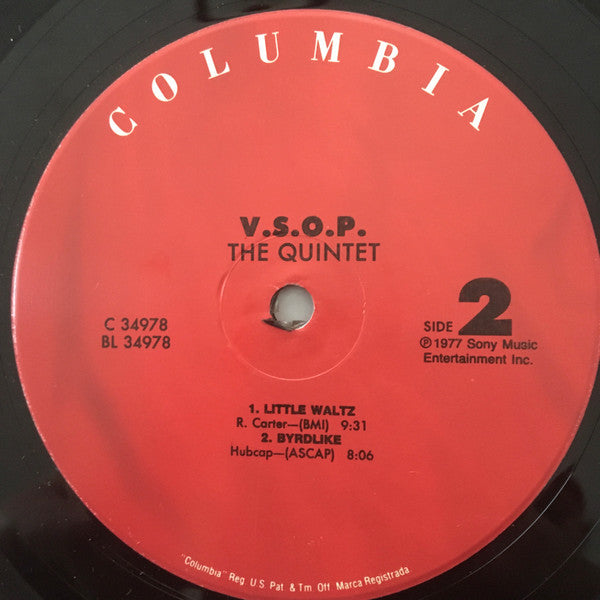 COLUMBIA
V.S.O.P.
THE QUINTET
C 34978
BL 34978
SIDE 2
℗1977 Sony Music
Entertainment Inc.
1. LITTLE WALTZ
R. Carter—(BMI) 9:31
2. BYRDLIKE
Hubcap—(ASCAP) 8:06
"Columbia" Reg. U.S. Pat. & Tm. Off. Marca Registrada.